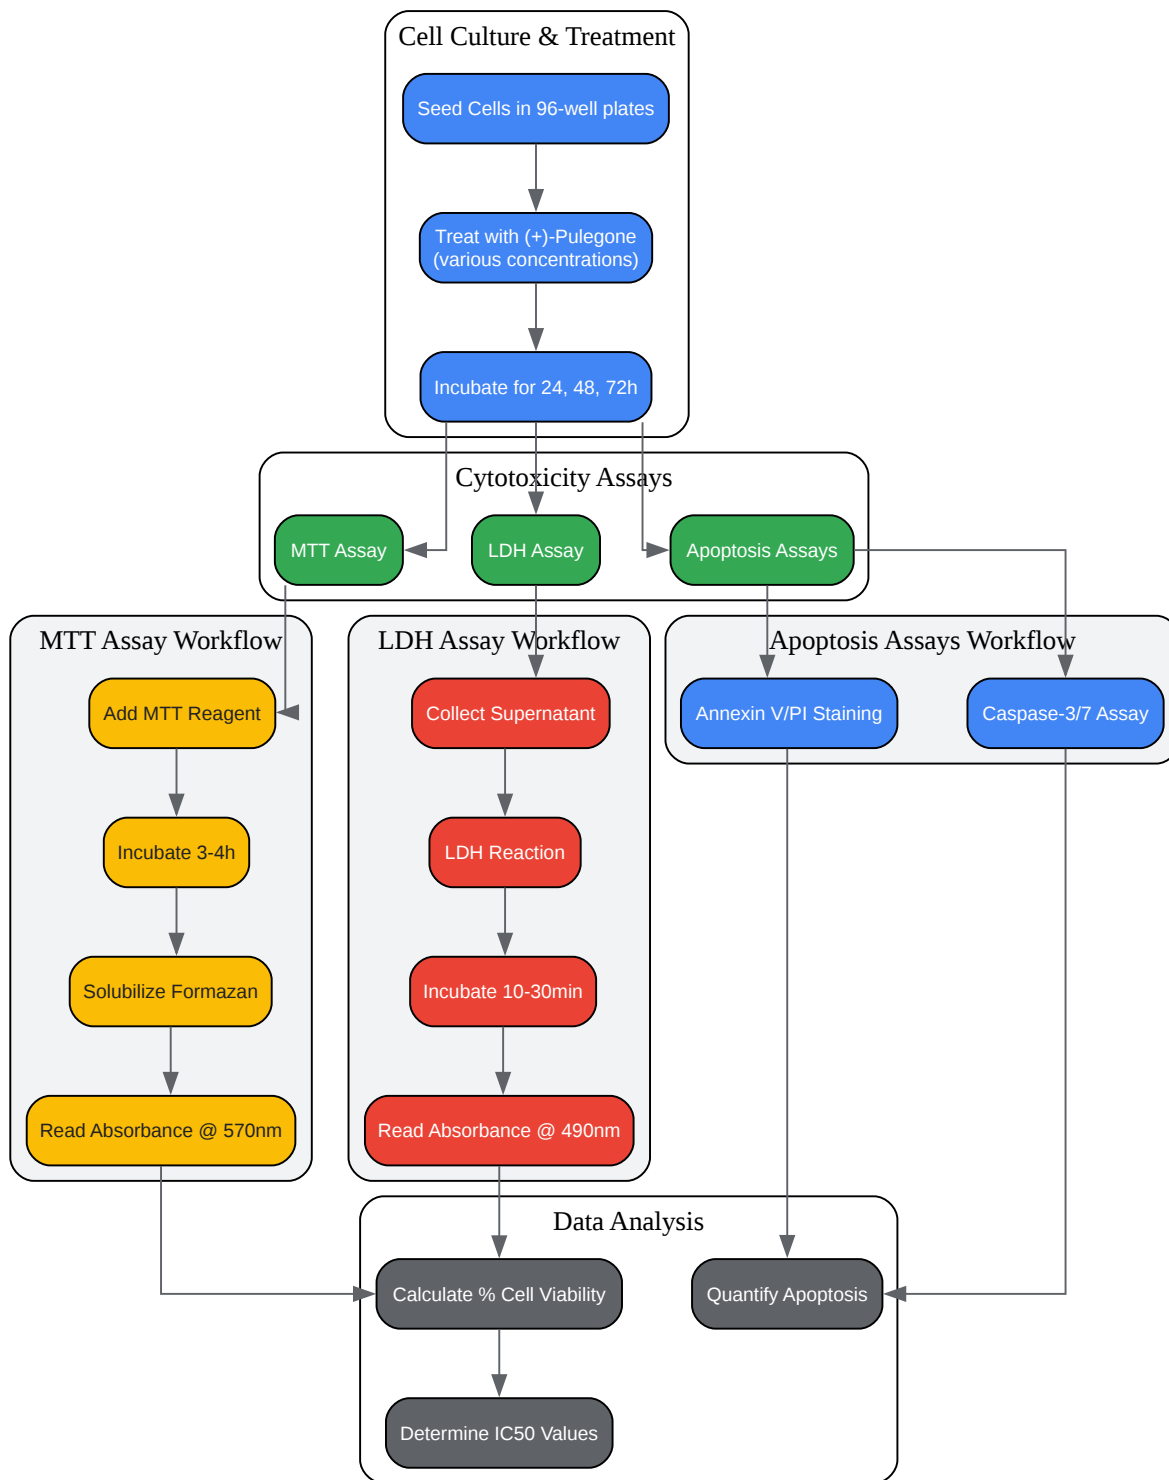 Cell Culture & Treatment
Seed Cells in 96-well plates
Treat with (+)-Pulegone
(various concentrations)
Incubate for 24, 48, 72h
Cytotoxicity Assays
MTT Assay
LDH Assay
Apoptosis Assays
MTT Assay Workflow
Add MTT Reagent
Incubate 3-4h
Solubilize Formazan
Read Absorbance @ 570nm
LDH Assay Workflow
Collect Supernatant
LDH Reaction
Incubate 10-30min
Read Absorbance @ 490nm
Apoptosis Assays Workflow
Annexin V/PI Staining
Caspase-3/7 Assay
Data Analysis
Calculate % Cell Viability
Quantify Apoptosis
Determine IC50 Values